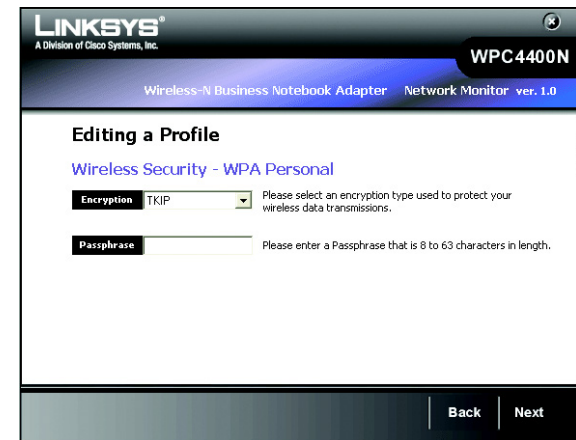 LINKSYS®
A Division of Cisco Systems, Inc.
WPC4400N
Wireless-N Business Notebook Adapter Network Monitor ver. 1.0
Editing a Profile
Wireless Security - WPA Personal
Encryption TKIP Please select an encryption type used to protect your
wireless data transmissions.
Passphrase Please enter a Passphrase that is 8 to 63 characters in length.
Back Next